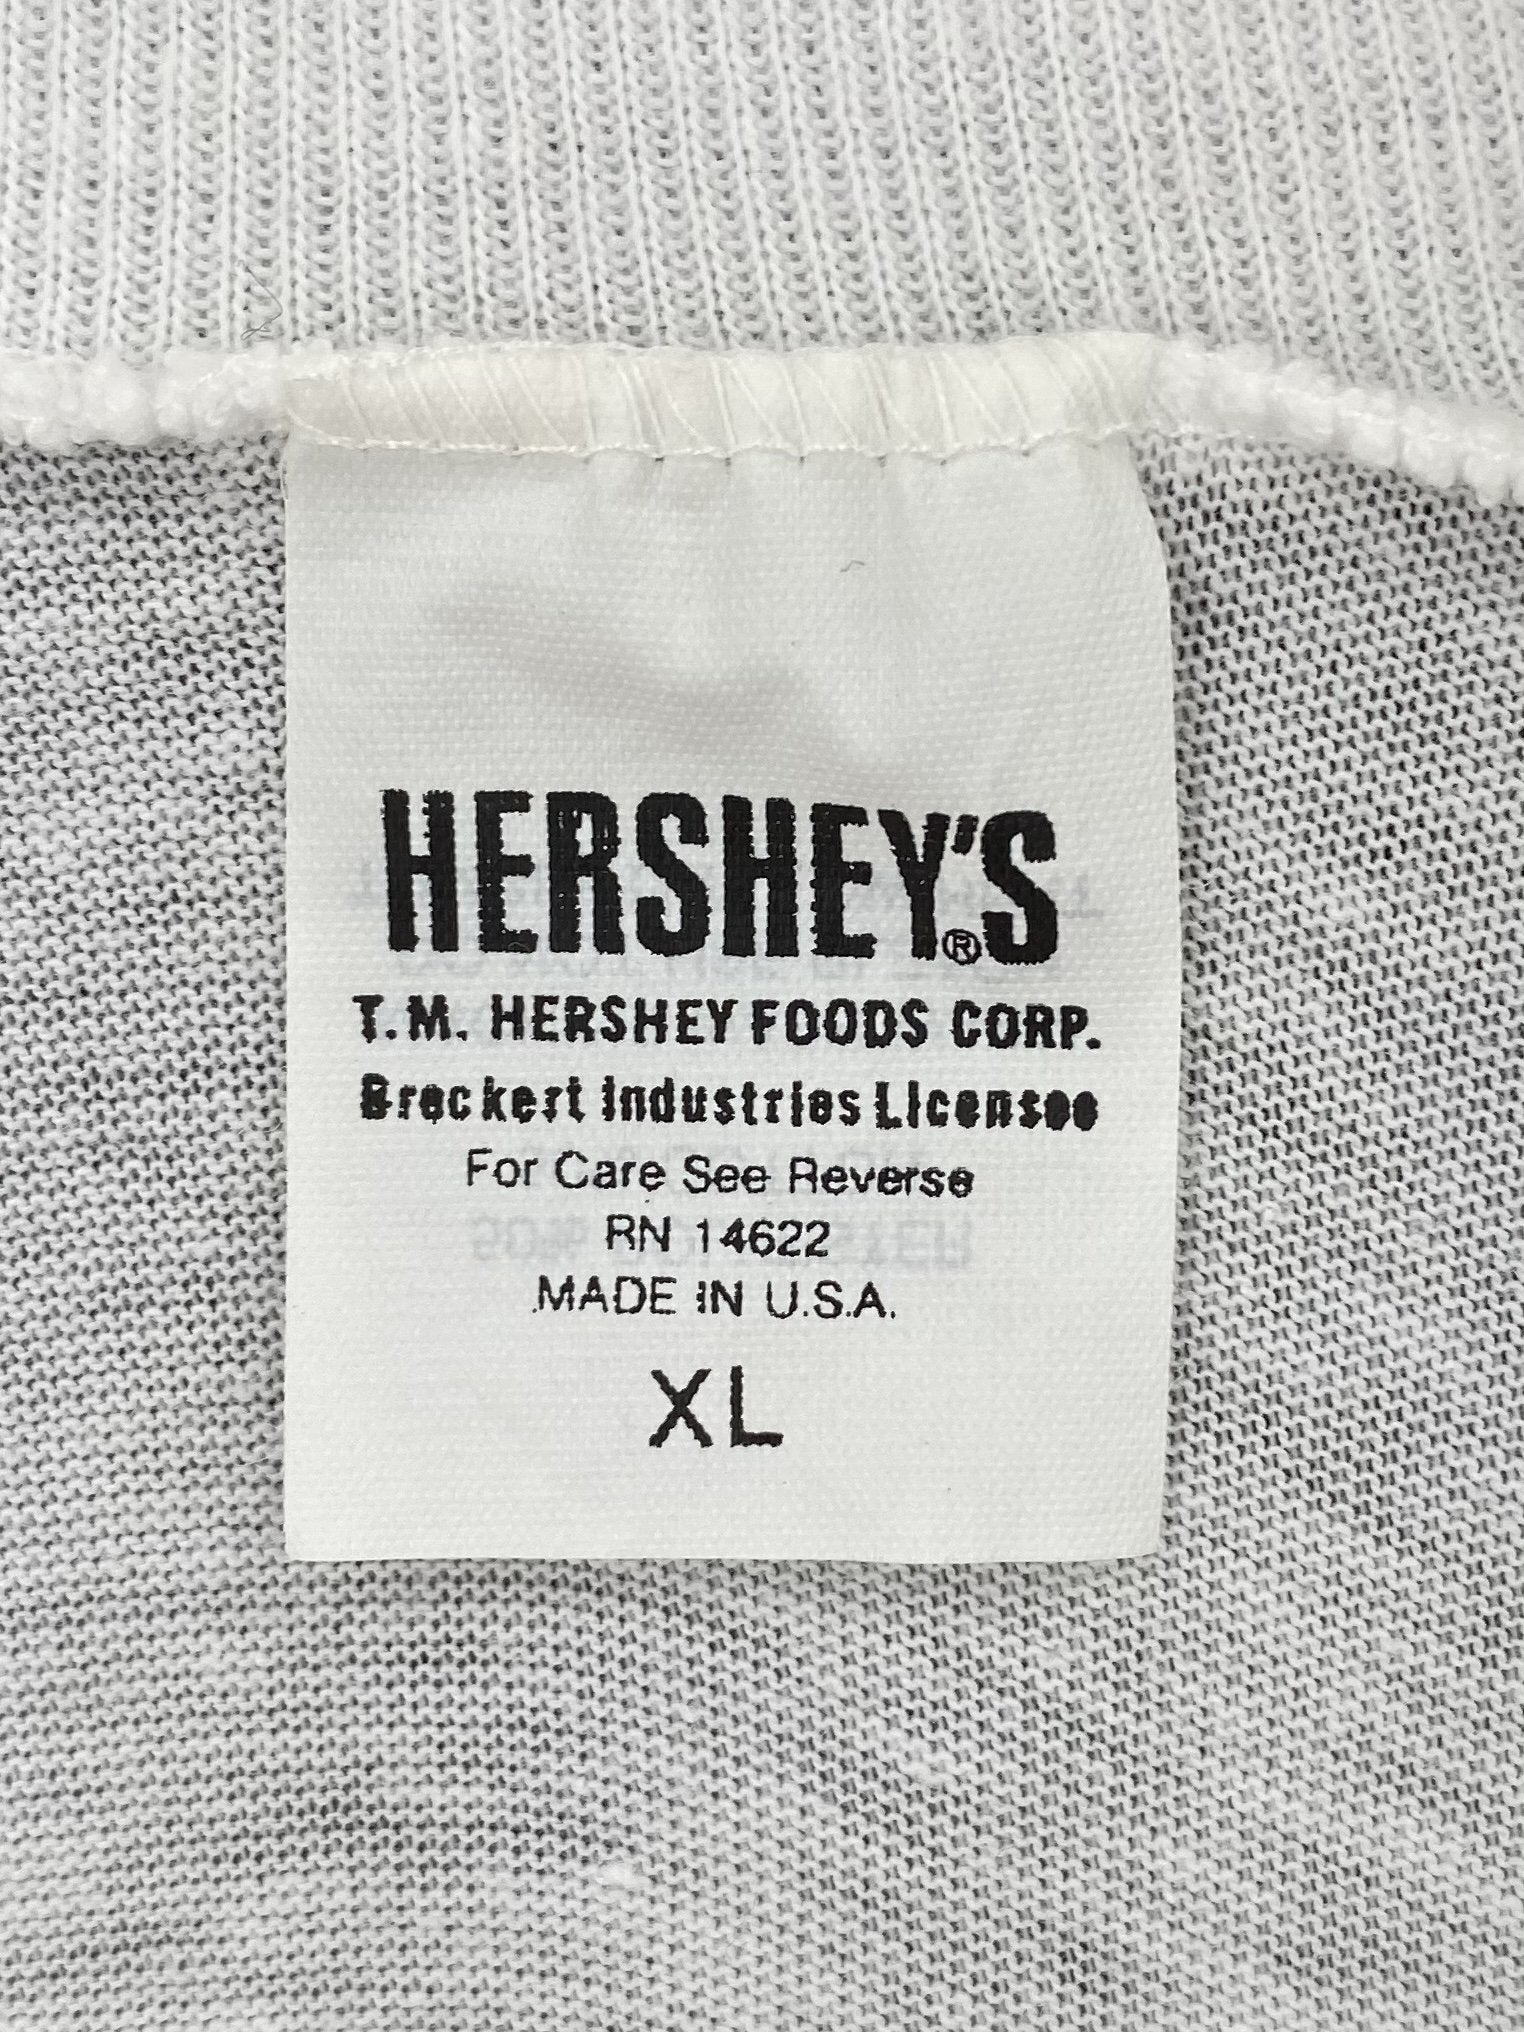 HERSHEY'S®
T.M. HERSHEY FOODS CORP.
Breckert Industries Licensee
For Care See Reverse
RN 14622
MADE IN U.S.A.
XL